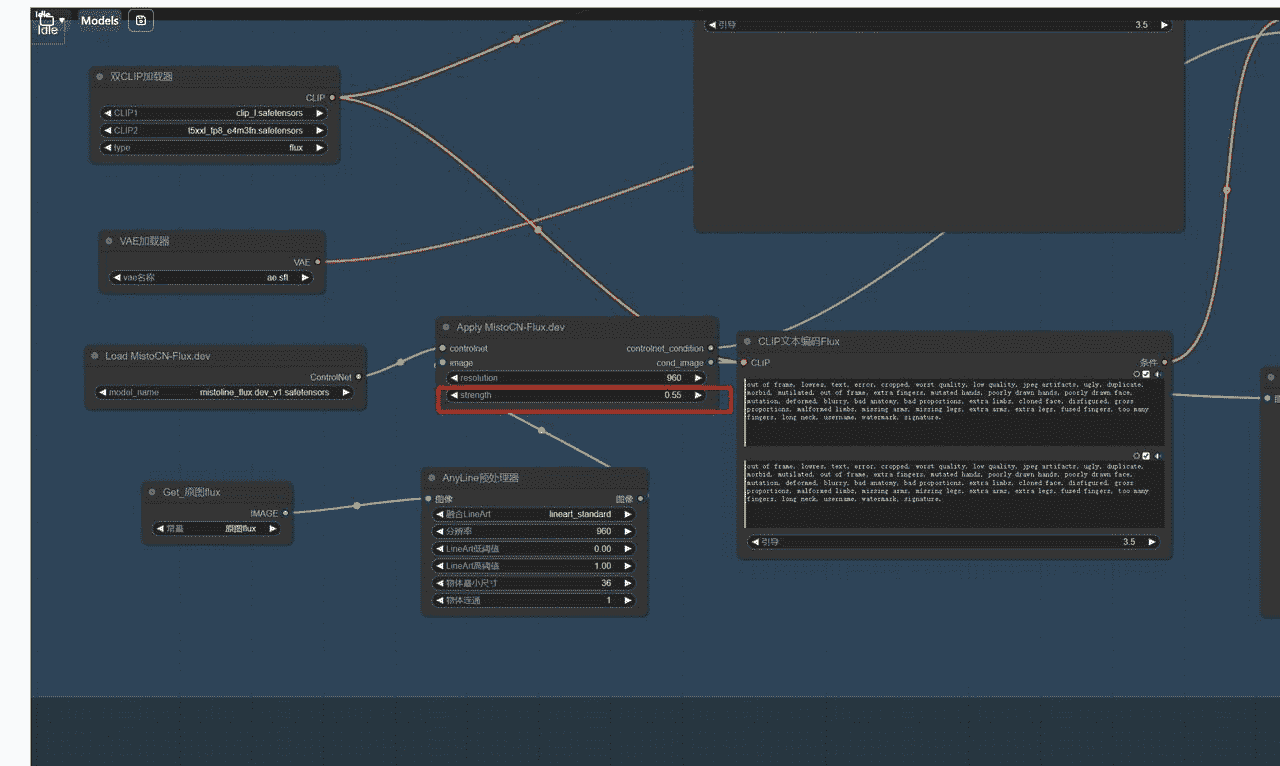 Idle
Idle
Models
引导 3.5
双CLIP加载器
CLIP
CLIP1 clip_l.safetensors
CLIP2 t5xxl_fp8_e4m3fn.safetensors
type flux
VAE加载器
VAE
vae名称 ae.sft
Load MistoCN-Flux.dev
ControlNet
model_name mistoline_flux.dev_v1.safetensors
Apply MistoCN-Flux.dev
controlnet controlnet_condition
image cond_image
resolution 960
strength 0.55
CLIP文本编码Flux
CLIP 条件
out of frame, lowres, text, error, cropped, worst quality, low quality, jpeg artifacts, ugly, duplicate,
morbid, mutilated, out of frame, extra fingers, mutated hands, poorly drawn hands, poorly drawn face,
mutation, deformed, blurry, bad anatomy, bad proportions, extra limbs, cloned face, disfigured, gross
proportions, malformed limbs, missing arms, missing legs, extra arms, extra legs, fused fingers, too many
fingers, long neck, username, watermark, signature.
out of frame, lowres, text, error, cropped, worst quality, low quality, jpeg artifacts, ugly, duplicate,
morbid, mutilated, out of frame, extra fingers, mutated hands, poorly drawn hands, poorly drawn face,
mutation, deformed, blurry, bad anatomy, bad proportions, extra limbs, cloned face, disfigured, gross
proportions, malformed limbs, missing arms, missing legs, extra arms, extra legs, fused fingers, too many
fingers, long neck, username, watermark, signature.
引导 3.5
Get_原图flux
IMAGE
常量 原图flux
AnyLine预处理器
图像 图像
融合LineArt lineart_standard
分辨率 960
LineArt低阈值 0.00
LineArt高阈值 1.00
物体最小尺寸 36
物体连通 1